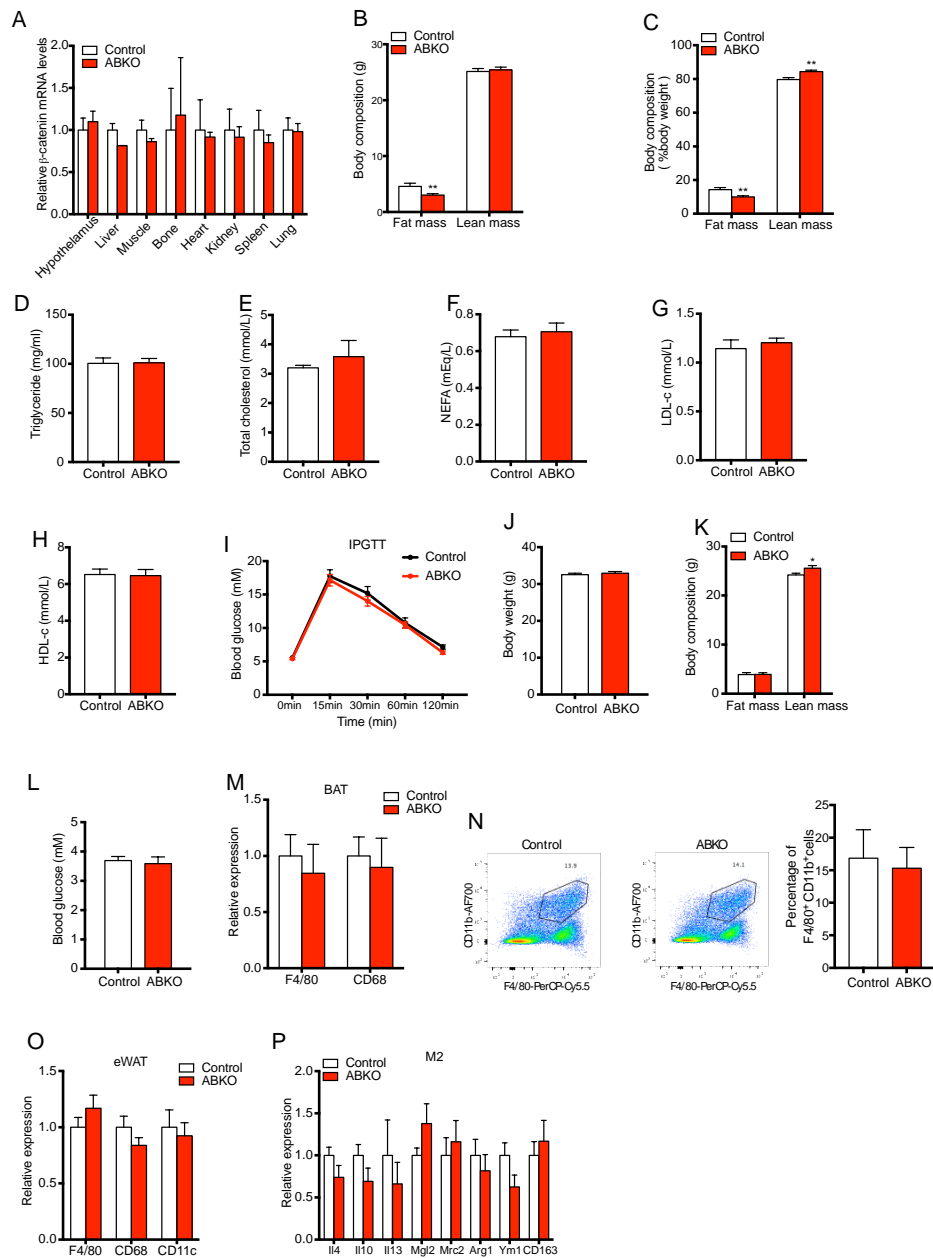 A
Relative β-catenin mRNA levels
Control
ABKO
2.0
1.5
1.0
0.5
0.0
Hypothelamus
Liver
Muscle
Bone
Heart
Kidney
Spleen
Lung
B
Body composition (g)
Control
ABKO
30
20
10
0
**
Fat mass
Lean mass
C
Body composition
( %body weight )
Control
ABKO
100
80
60
40
20
0
**
**
Fat mass
Lean mass
D
Triglyceride (mg/ml)
150
100
50
0
Control
ABKO
E
Total cholesterol (mmol/L)
5
4
3
2
1
0
Control
ABKO
F
NEFA (mEq/L)
0.8
0.6
0.4
0.2
0.0
Control
ABKO
G
LDL-c (mmol/L)
1.5
1.0
0.5
0.0
Control
ABKO
H
HDL-c (mmol/L)
8
6
4
2
0
Control
ABKO
I
IPGTT
Control
ABKO
Blood glucose (mM)
20
15
10
5
0
0min
15min
30min
60min
120min
Time (min)
J
Body weight (g)
40
30
20
10
0
Control
ABKO
K
Control
ABKO
Body composition (g)
30
20
10
0
*
Fat mass
Lean mass
L
Blood glucose (mM)
5
4
3
2
1
0
Control
ABKO
M
BAT
Control
ABKO
Relative expression
1.5
1.0
0.5
0.0
F4/80
CD68
N
Control
13.9
CD11b-AF700
F4/80-PerCP-Cy5.5
ABKO
14.1
CD11b-AF700
F4/80-PerCP-Cy5.5
Percentage of
F4/80⁺ CD11b⁺cells
25
20
15
10
5
0
Control
ABKO
O
eWAT
Control
ABKO
Relative expression
1.5
1.0
0.5
0.0
F4/80
CD68
CD11c
P
M2
Control
ABKO
Relative expression
2.0
1.5
1.0
0.5
0.0
Il4
Il10
Il13
Mgl2
Mrc2
Arg1
Ym1
CD163